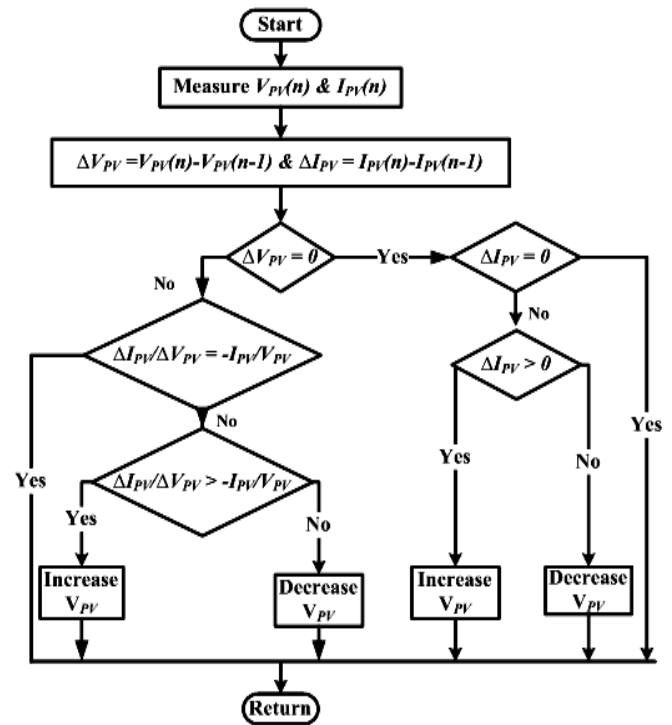 Start
Measure V_PV(n) & I_PV(n)
ΔV_PV =V_PV(n)-V_PV(n-1) & ΔI_PV = I_PV(n)-I_PV(n-1)
ΔV_PV = 0
Yes
ΔI_PV = 0
No
No
ΔI_PV/ΔV_PV = -I_PV/V_PV
ΔI_PV > 0
No
Yes
Yes
ΔI_PV/ΔV_PV > -I_PV/V_PV
Yes
No
Yes
No
Increase
V_PV
Decrease
V_PV
Increase
V_PV
Decrease
V_PV
Return